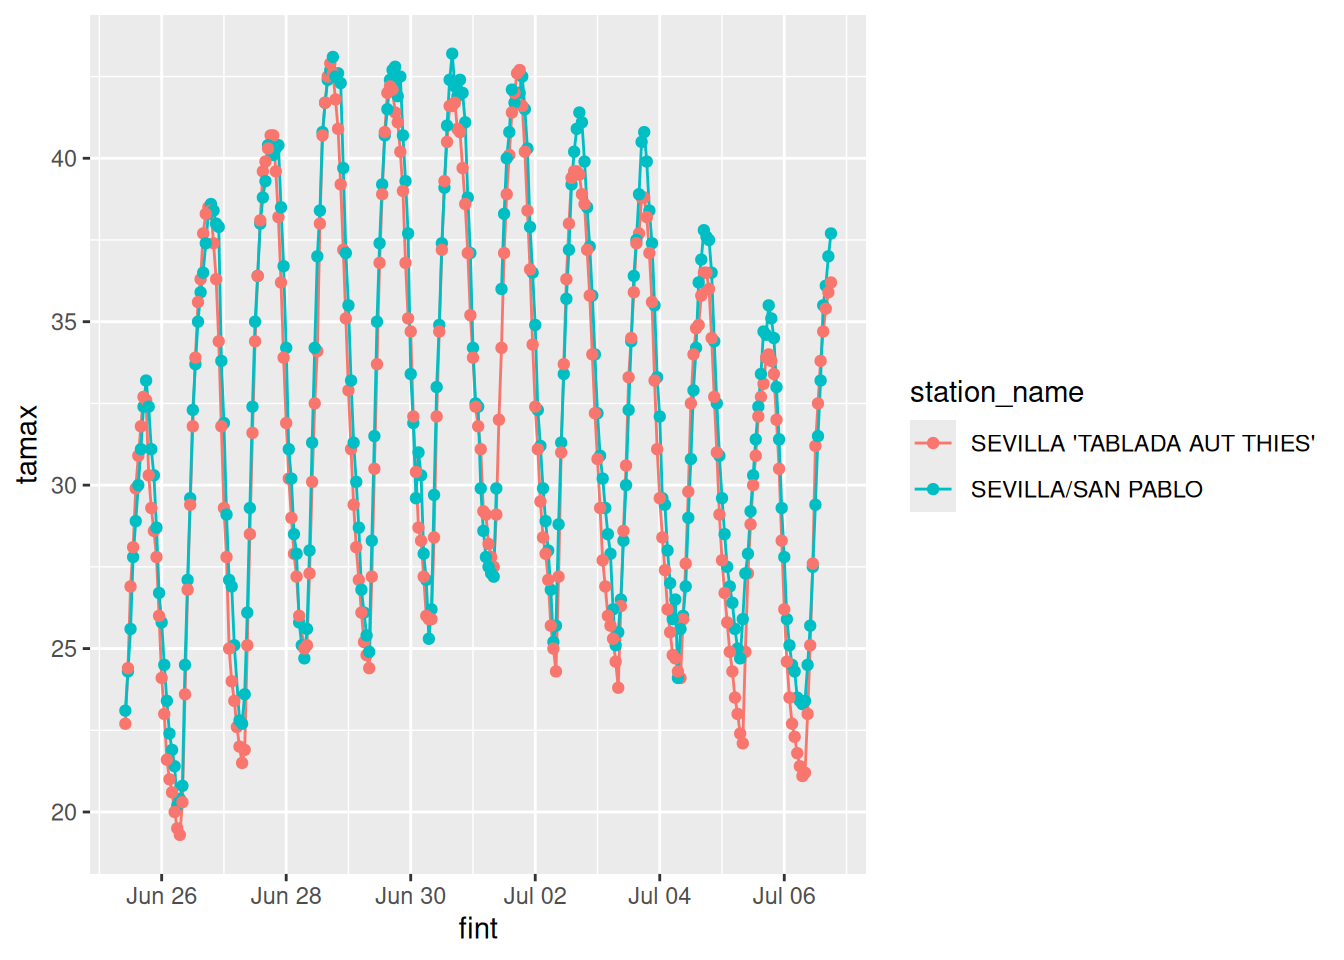 40
35
30
25
20
tamax
Jun 26
Jun 28
Jun 30
Jul 02
Jul 04
Jul 06
fint
station_name
SEVILLA 'TABLADA AUT THIES'
SEVILLA/SAN PABLO